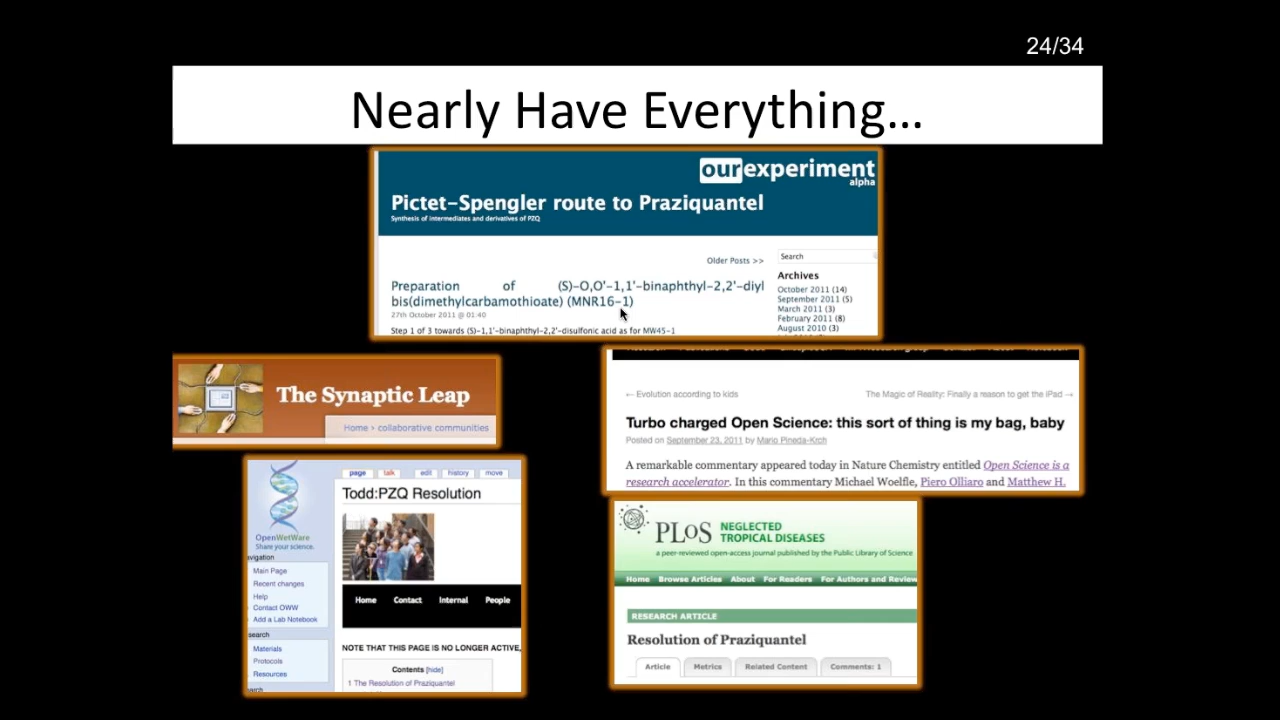 24/34
Nearly Have Everything...
ourexperiment
alpha
Pictet-Spengler route to Praziquantel
Synthesis of intermediates and derivatives of PZQ
Older Posts >>
Search
Preparation of (S)-O,O'-1,1'-binaphthyl-2,2'-diyl
bis(dimethylcarbamothioate) (MNR16-1)
27th October 2011 @ 01:40
Step 1 of 3 towards (S)-1,1'-binaphthyl-2,2'-disulfonic acid as for MW45-1
Archives
October 2011 (14)
September 2011 (5)
March 2011 (3)
February 2011 (8)
August 2010 (3)
The Synaptic Leap
Home > collaborative communities
← Evolution according to kids
The Magic of Reality: Finally a reason to get the iPad →
Turbo charged Open Science: this sort of thing is my bag, baby
Posted on September 23, 2011 by Mario Pineda-Krch
A remarkable commentary appeared today in Nature Chemistry entitled Open Science is a
research accelerator. In this commentary Michael Woelfle, Piero Olliaro and Matthew H.
OpenWetWare
Share your science.
navigation
Main Page
Recent changes
Help
Contact OWW
Add a Lab Notebook
search
Materials
Protocols
Resources
page talk edit history move
Todd:PZQ Resolution
Home Contact Internal People
NOTE THAT THIS PAGE IS NO LONGER ACTIVE,
Contents [hide]
1 The Resolution of Praziquantel
PLoS NEGLECTED
TROPICAL DISEASES
a peer-reviewed open-access journal published by the Public Library of Science
Home Browse Articles About For Readers For Authors and Review
RESEARCH ARTICLE
Resolution of Praziquantel
Article Metrics Related Content Comments: 1